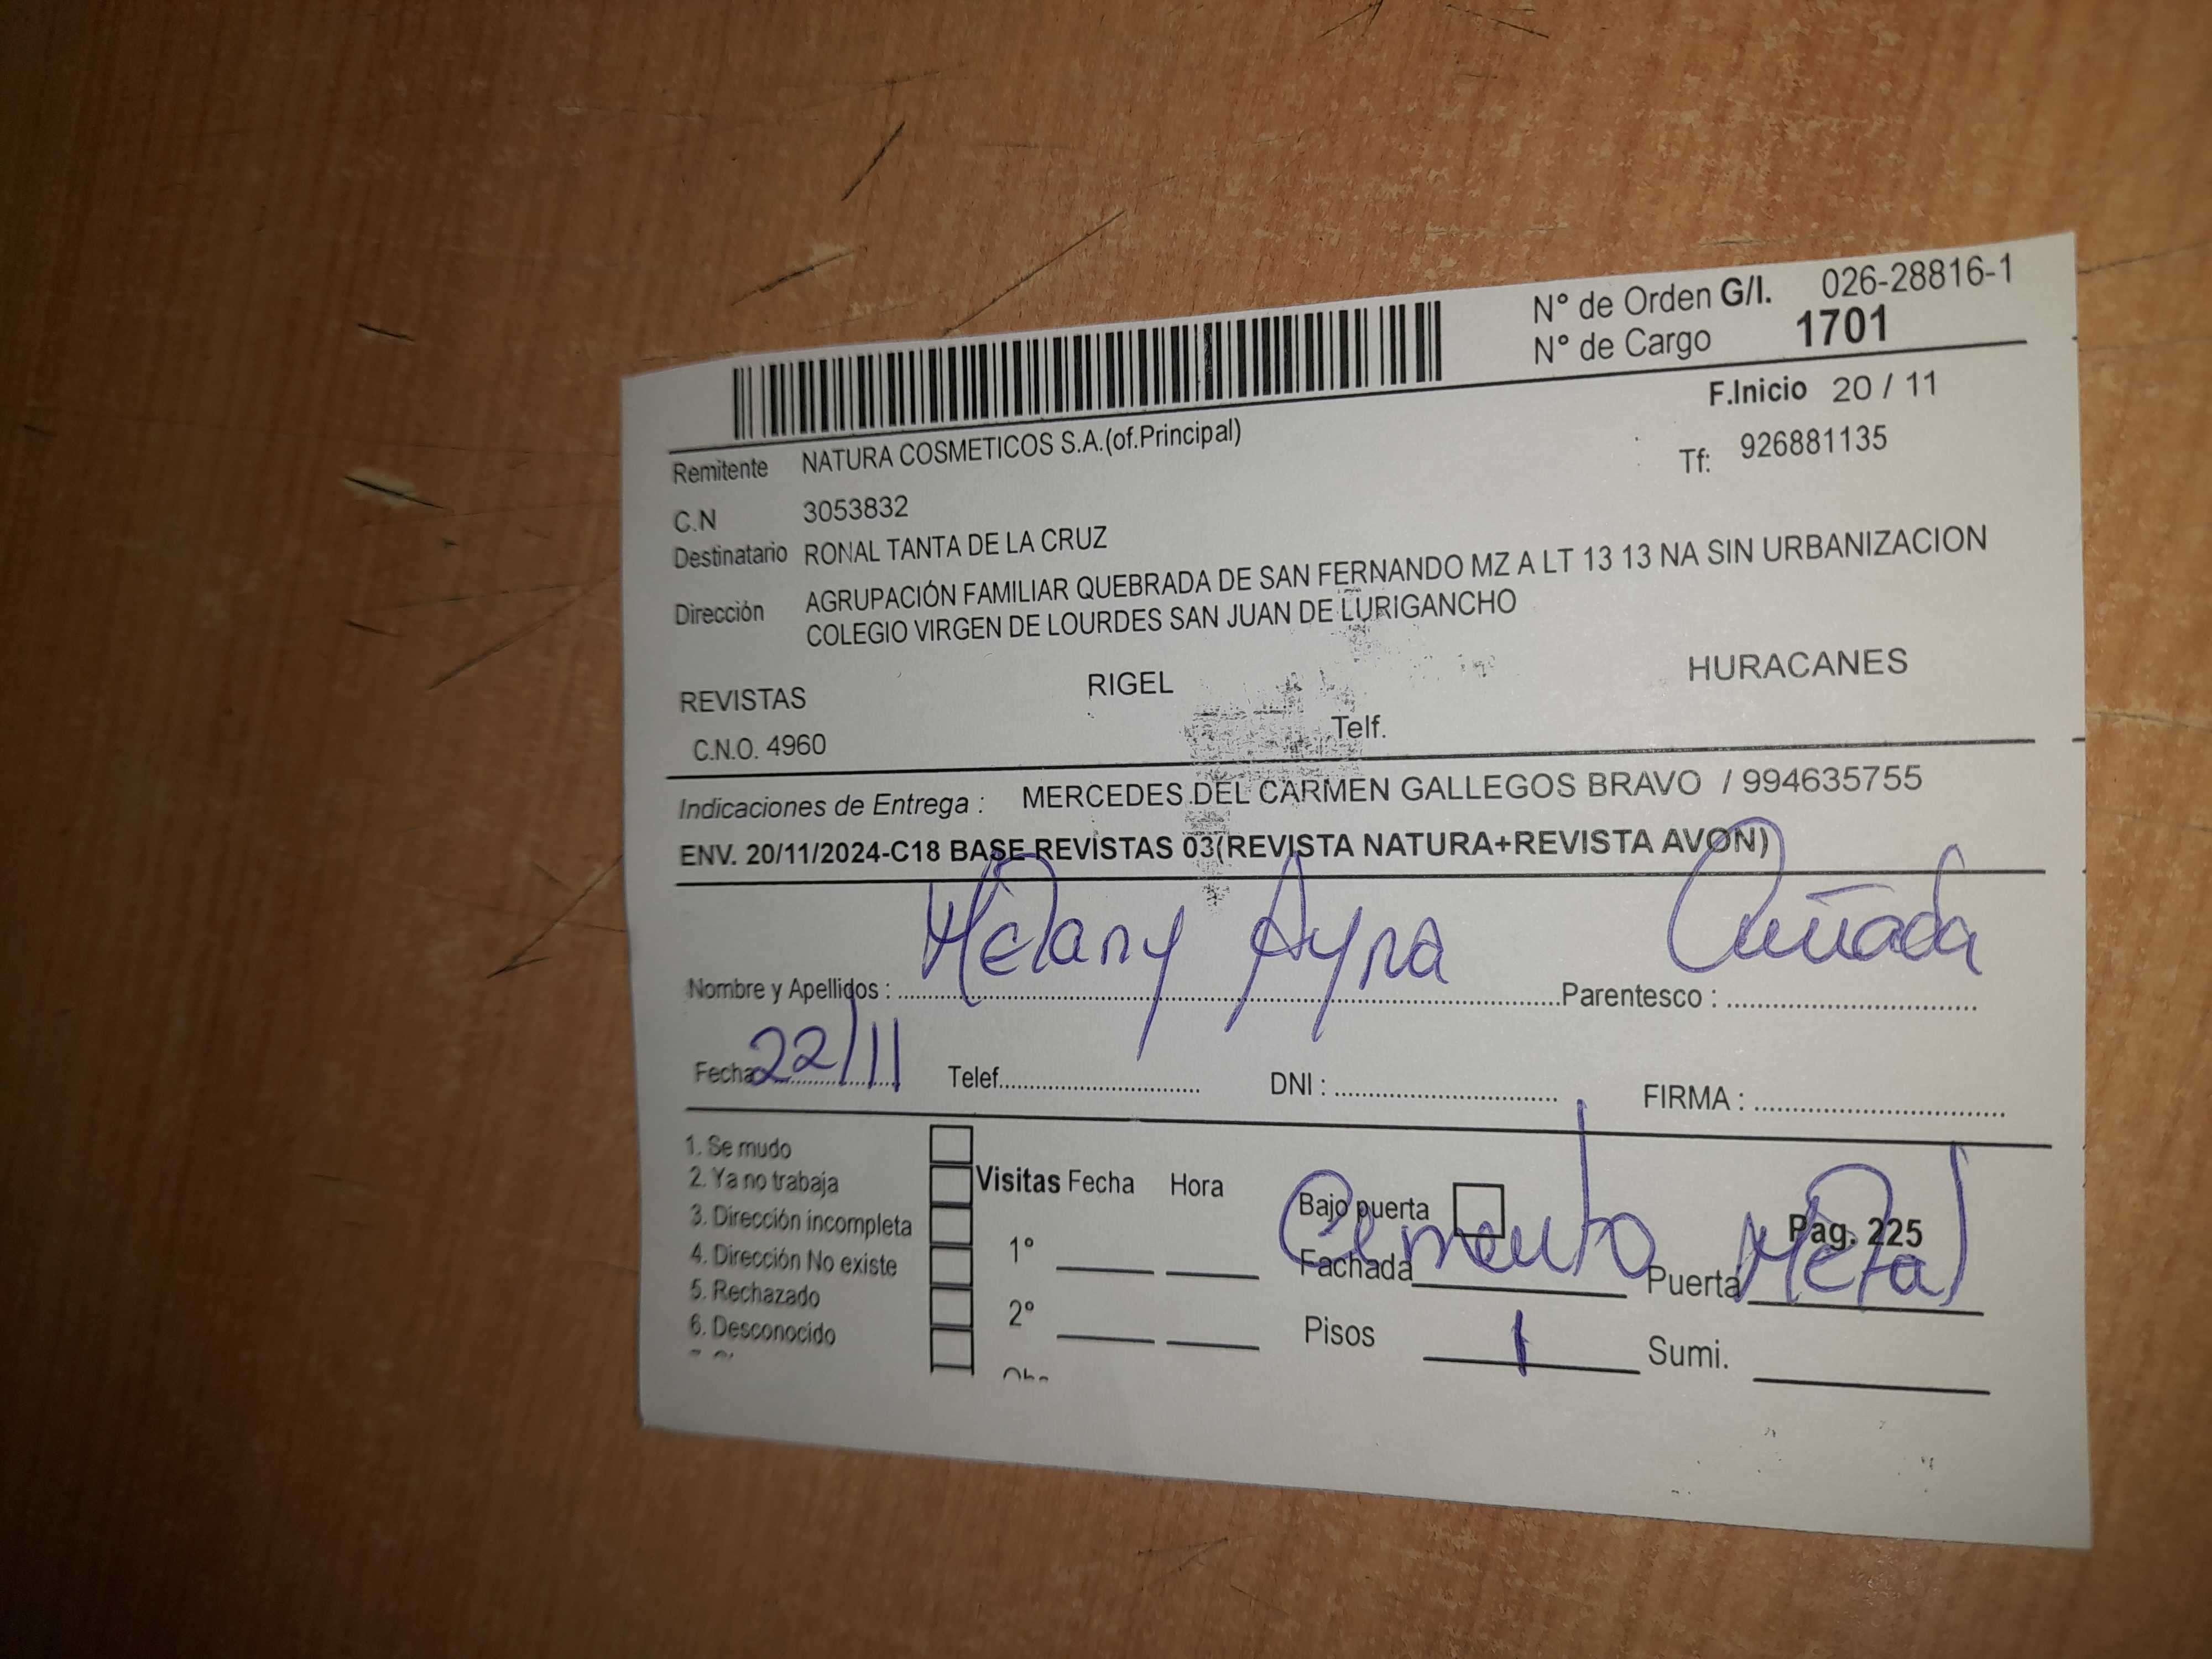 N° de Orden G/I. 026-28816-1
N° de Cargo 1701
F.Inicio 20 / 11
Remitente NATURA COSMETICOS S.A.(of.Principal)
Tf: 926881135
C.N 3053832
Destinatario RONAL TANTA DE LA CRUZ
Dirección AGRUPACIÓN FAMILIAR QUEBRADA DE SAN FERNANDO MZ A LT 13 13 NA SIN URBANIZACION
COLEGIO VIRGEN DE LOURDES SAN JUAN DE LURIGANCHO
REVISTAS RIGEL HURACANES
C.N.O. 4960 Telf.
Indicaciones de Entrega : MERCEDES DEL CARMEN GALLEGOS BRAVO / 994635755
ENV. 20/11/2024-C18 BASE REVISTAS 03(REVISTA NATURA+REVISTA AVON)
Nombre y Apellidos : Melany Ayra Parentesco : Cuñada
Fecha 22/11 Telef. DNI : FIRMA :
1. Se mudo
2. Ya no trabaja
3. Dirección incompleta
4. Dirección No existe
5. Rechazado
6. Desconocido
Visitas Fecha Hora
1°
2°
Bajo puerta Pag. 225
Fachada Cemento Puerta Metal
Pisos 1 Sumi.